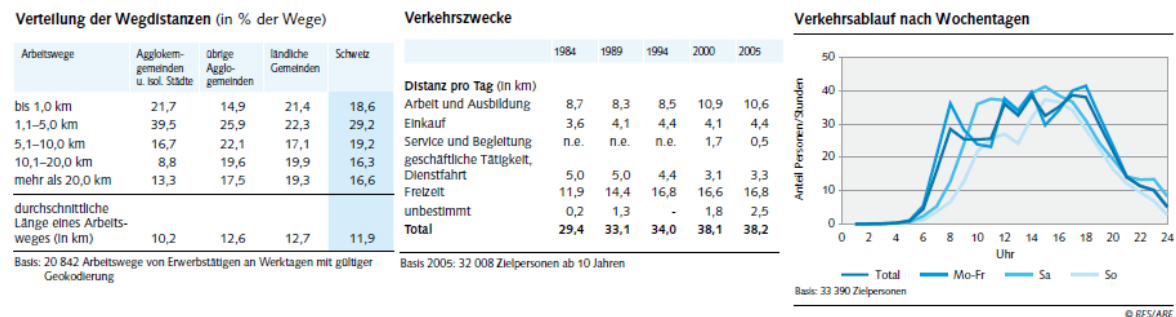 Verteilung der Wegdistanzen (in % der Wege)
Arbeitswege Agglokern- übrige ländliche Schweiz
gemeinden Agglo- Gemeinden
u. isol. Städte gemeinden
bis 1,0 km 21,7 14,9 21,4 18,6
1,1–5,0 km 39,5 25,9 22,3 29,2
5,1–10,0 km 16,7 22,1 17,1 19,2
10,1–20,0 km 8,8 19,6 19,9 16,3
mehr als 20,0 km 13,3 17,5 19,3 16,6
durchschnittliche
Länge eines Arbeits-
weges (in km) 10,2 12,6 12,7 11,9
Basis: 20 842 Arbeitswege von Erwerbstätigen an Werktagen mit gültiger
Geokodierung
Verkehrszwecke
1984 1989 1994 2000 2005
Distanz pro Tag (in km)
Arbeit und Ausbildung 8,7 8,3 8,5 10,9 10,6
Einkauf 3,6 4,1 4,4 4,1 4,4
Service und Begleitung n.e. n.e. n.e. 1,7 0,5
geschäftliche Tätigkeit,
Dienstfahrt 5,0 5,0 4,4 3,1 3,3
Freizeit 11,9 14,4 16,8 16,6 16,8
unbestimmt 0,2 1,3 - 1,8 2,5
Total 29,4 33,1 34,0 38,1 38,2
Basis 2005: 32 008 Zielpersonen ab 10 Jahren
Verkehrsablauf nach Wochentagen
Anteil Personen/Stunden
50
40
30
20
10
0
0 2 4 6 8 10 12 14 16 18 20 22 24
Uhr
Total Mo-Fr Sa So
Basis: 33 390 Zielpersonen
© BFS/ARE